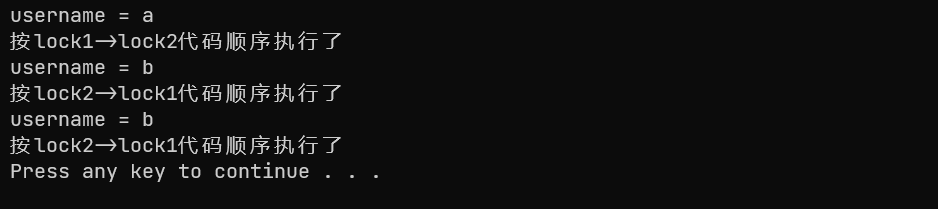 username = a
按lock1->lock2代码顺序执行了
username = b
按lock2->lock1代码顺序执行了
username = b
按lock2->lock1代码顺序执行了
Press any key to continue . . .